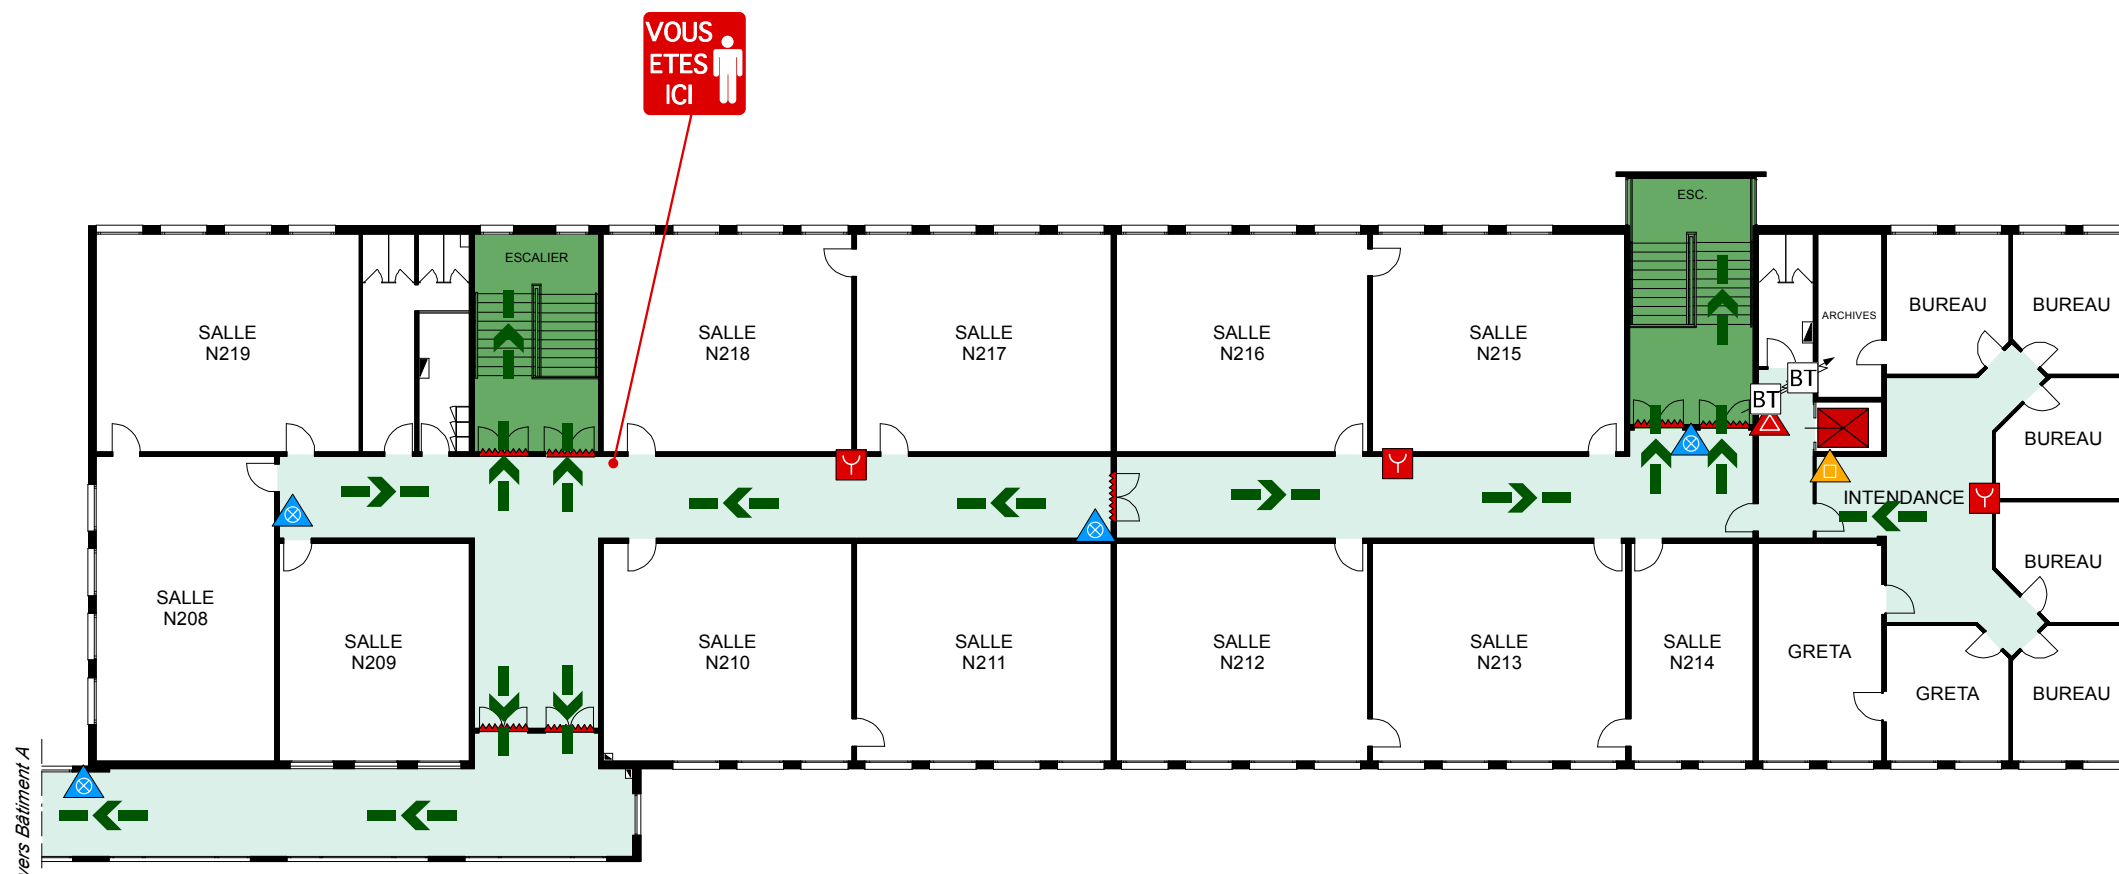 VOUS
ETES
ICI
ESC.
ESCALIER
SALLE
N219
SALLE
N218
SALLE
N217
SALLE
N216
SALLE
N215
ARCHIVES
BUREAU
BUREAU
BT
BT
BUREAU
INTENDANCE
BUREAU
SALLE
N208
SALLE
N209
SALLE
N210
SALLE
N211
SALLE
N212
SALLE
N213
SALLE
N214
GRETA
GRETA
BUREAU
vers Bâtiment A